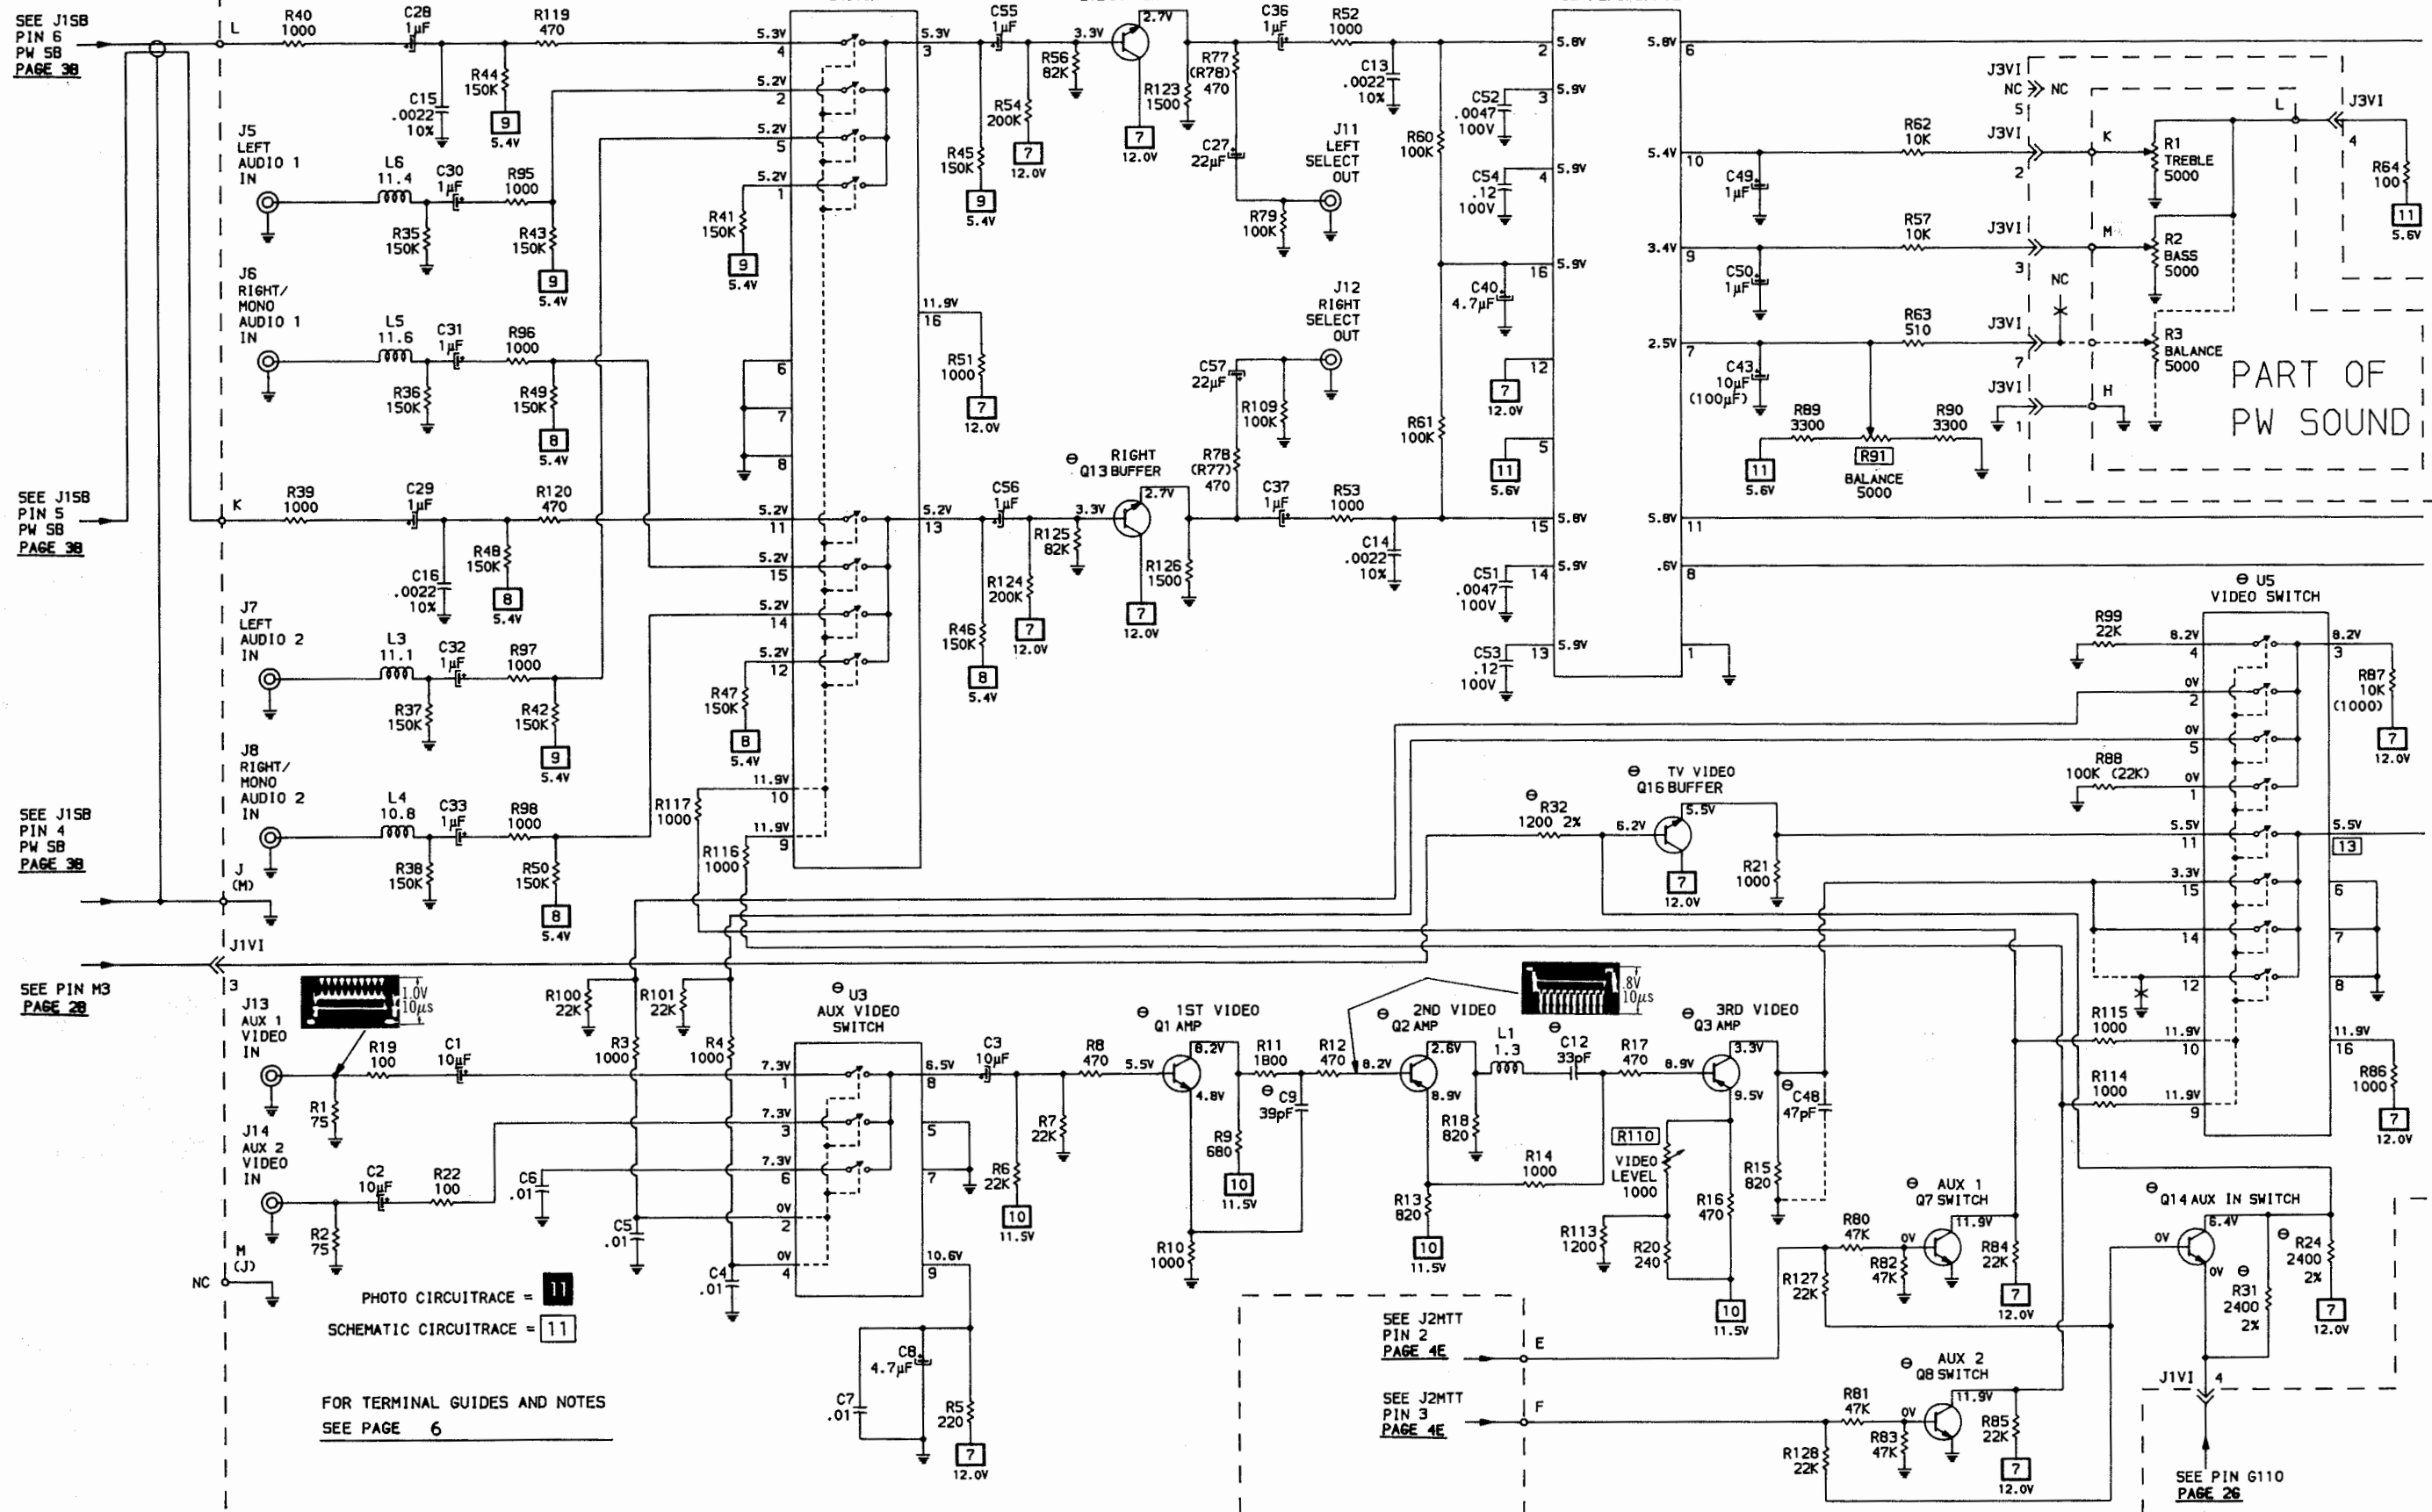 SEE J1SB
PIN 6
PW SB
PAGE 3B
L
R40
1000
C28
1µF
R119
470
C15
.0022
10%
R44
150K
9
5.4V
5.3V
4
5.2V
2
5.2V
5
5.2V
1
R41
150K
9
5.4V
5.3V
3
C55
1µF
R45
150K
9
5.4V
R54
200K
7
12.0V
R56
82K
3.3V
2.7V
7
12.0V
R123
1500
R77
(R78)
470
C27
22µF
C36
1µF
R52
1000
C13
.0022
10%
J11
LEFT
SELECT
OUT
R79
100K
R60
100K
J5
LEFT
AUDIO 1
IN
L6
11.4
C30
1µF
R95
1000
R35
150K
R43
150K
9
5.4V
J6
RIGHT/
MONO
AUDIO 1
IN
L5
11.6
C31
1µF
R96
1000
R36
150K
R49
150K
8
5.4V
6
7
8
11.9V
16
R51
1000
7
12.0V
J12
RIGHT
SELECT
OUT
C57
22µF
R109
100K
R78
(R77)
470
R61
100K
2
5.8V
C52
.0047
100V
3
5.9V
C54
.12
100V
4
5.9V
16
5.9V
C40
4.7µF
12
7
12.0V
5
11
5.6V
15
5.8V
14
5.9V
C51
.0047
100V
13
5.9V
C53
.12
100V
5.8V
6
5.4V
10
3.4V
9
2.5V
7
5.8V
11
.6V
8
1
C49
1µF
R62
10K
C50
1µF
R57
10K
C43
10µF
(100µF)
R63
510
R89
3300
R90
3300
11
5.6V
R91
BALANCE
5000
J3VI
NC
NC
5
J3VI
2
K
R1
TREBLE
5000
J3VI
3
M
R2
BASS
5000
NC
J3VI
7
R3
BALANCE
5000
J3VI
1
H
L
J3VI
4
R64
100
11
5.6V
PART OF
PW SOUND
SEE J1SB
PIN 5
PW SB
PAGE 3B
K
R39
1000
C29
1µF
R120
470
C16
.0022
10%
R48
150K
8
5.4V
5.2V
11
5.2V
15
5.2V
14
5.2V
12
R47
150K
8
5.4V
5.2V
13
C56
1µF
R46
150K
8
5.4V
R124
200K
7
12.0V
R125
82K
3.3V
RIGHT
Q13 BUFFER
2.7V
7
12.0V
R126
1500
C37
1µF
R53
1000
C14
.0022
10%
J7
LEFT
AUDIO 2
IN
L3
11.1
C32
1µF
R97
1000
R37
150K
R42
150K
9
5.4V
J8
RIGHT/
MONO
AUDIO 2
IN
L4
10.8
C33
1µF
R98
1000
R38
150K
R50
150K
8
5.4V
11.9V
10
11.9V
9
R117
1000
R116
1000
SEE J1SB
PIN 4
PW SB
PAGE 3B
J
(M)
J1VI
3
SEE PIN M3
PAGE 2B
R32
1200 2%
TV VIDEO
Q16 BUFFER
6.2V
5.5V
7
12.0V
R21
1000
U5
VIDEO SWITCH
R99
22K
8.2V
4
0V
2
0V
5
R88
100K (22K)
0V
1
5.5V
11
3.3V
15
14
12
11.9V
10
11.9V
9
8.2V
3
R87
10K
(1000)
7
12.0V
5.5V
13
6
7
8
11.9V
16
R86
1000
7
12.0V
R115
1000
R114
1000
J13
AUX 1
VIDEO
IN
1.0V
10µs
R19
100
C1
10µF
R1
75
J14
AUX 2
VIDEO
IN
C2
10µF
R22
100
R2
75
M
(J)
NC
R100
22K
R101
22K
R3
1000
R4
1000
C6
.01
C5
.01
C4
.01
U3
AUX VIDEO
SWITCH
7.3V
1
7.3V
3
7.3V
6
0V
2
0V
4
6.5V
8
5
7
10.6V
9
C8
4.7µF
C7
.01
R5
220
7
12.0V
C3
10µF
R6
22K
10
11.5V
R7
22K
R8
470
5.5V
1ST VIDEO
Q1 AMP
8.2V
4.8V
R10
1000
R11
1800
R9
680
10
11.5V
C9
39pF
R12
470
8.2V
2ND VIDEO
Q2 AMP
2.6V
8.9V
R13
820
10
11.5V
R18
820
L1
1.3
C12
33pF
R14
1000
.8V
10µs
R17
470
8.9V
3RD VIDEO
Q3 AMP
3.3V
9.5V
C48
47pF
R15
820
R110
VIDEO
LEVEL
1000
R113
1200
R20
240
R16
470
10
11.5V
PHOTO CIRCUITRACE = 11
SCHEMATIC CIRCUITRACE = 11
FOR TERMINAL GUIDES AND NOTES
SEE PAGE 6
SEE J2MTT
PIN 2
PAGE 4E
E
SEE J2MTT
PIN 3
PAGE 4E
F
R80
47K
R82
47K
R127
22K
0V
AUX 1
Q7 SWITCH
11.9V
R84
22K
7
12.0V
R81
47K
R83
47K
R128
22K
0V
AUX 2
Q8 SWITCH
11.9V
R85
22K
7
12.0V
Q14 AUX IN SWITCH
0V
6.4V
0V
R31
2400
2%
R24
2400
2%
7
12.0V
J1VI
4
SEE PIN G110
PAGE 2G